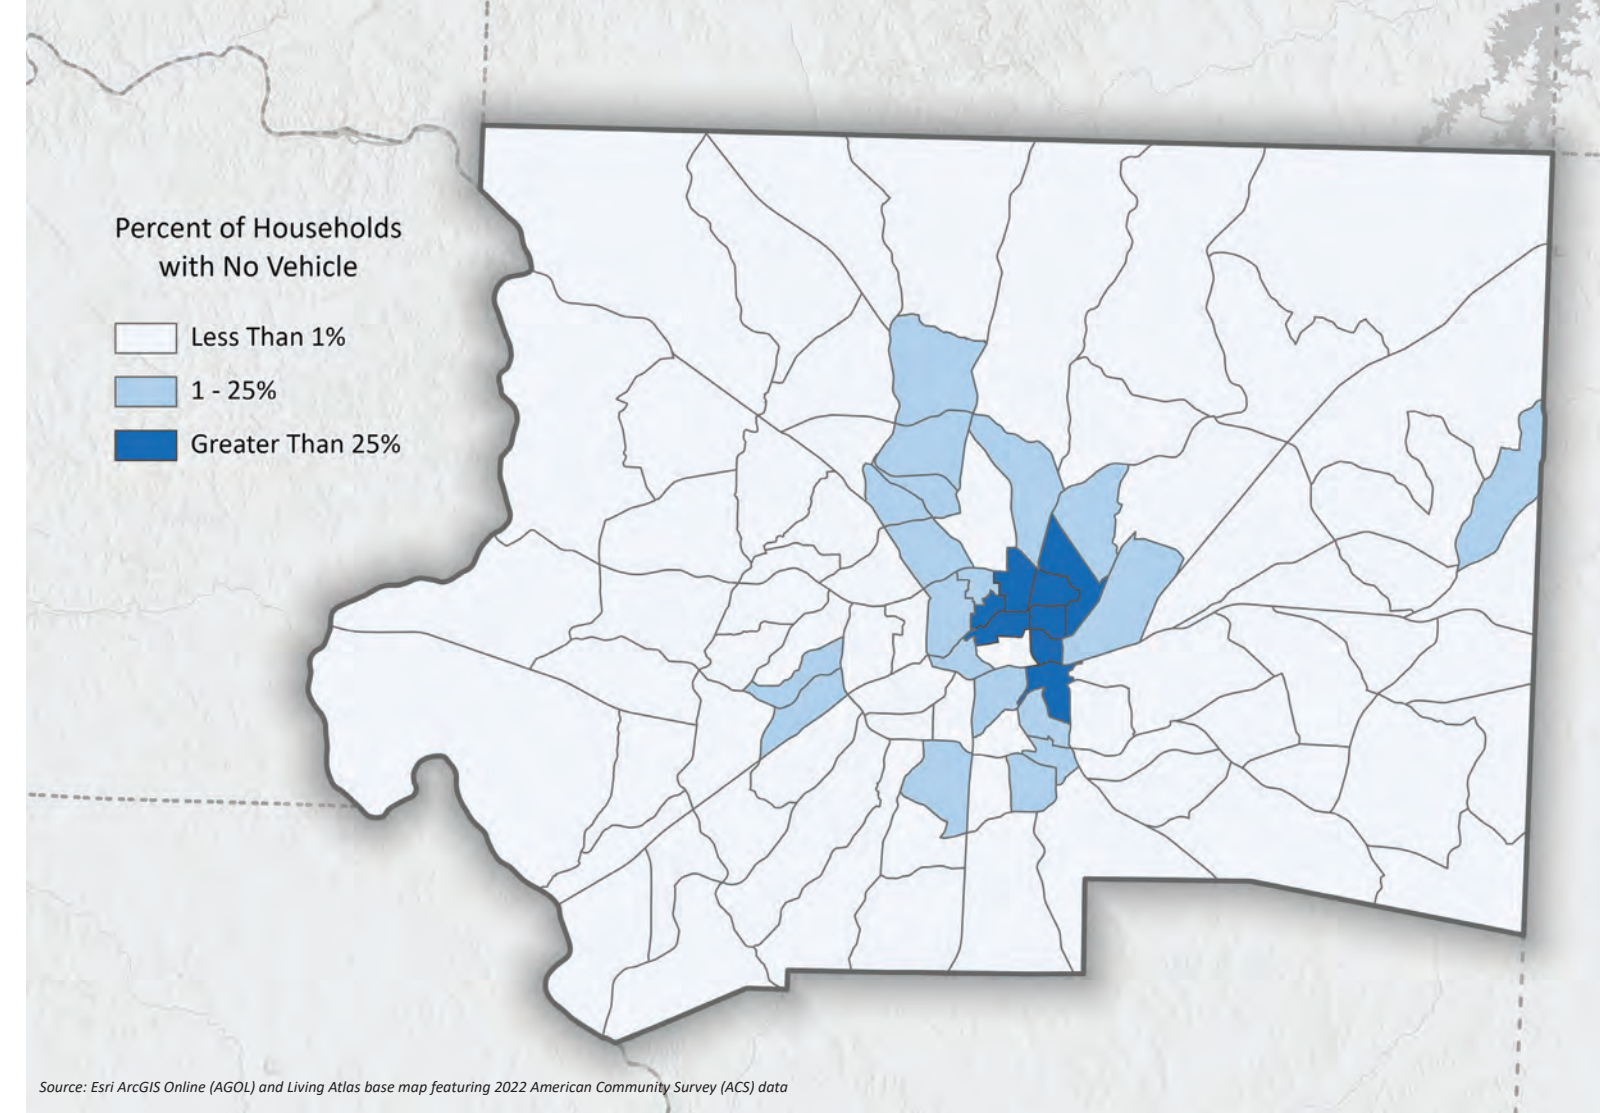 Percent of Households
with No Vehicle
Less Than 1%
1 - 25%
Greater Than 25%
Source: Esri ArcGIS Online (AGOL) and Living Atlas base map featuring 2022 American Community Survey (ACS) data